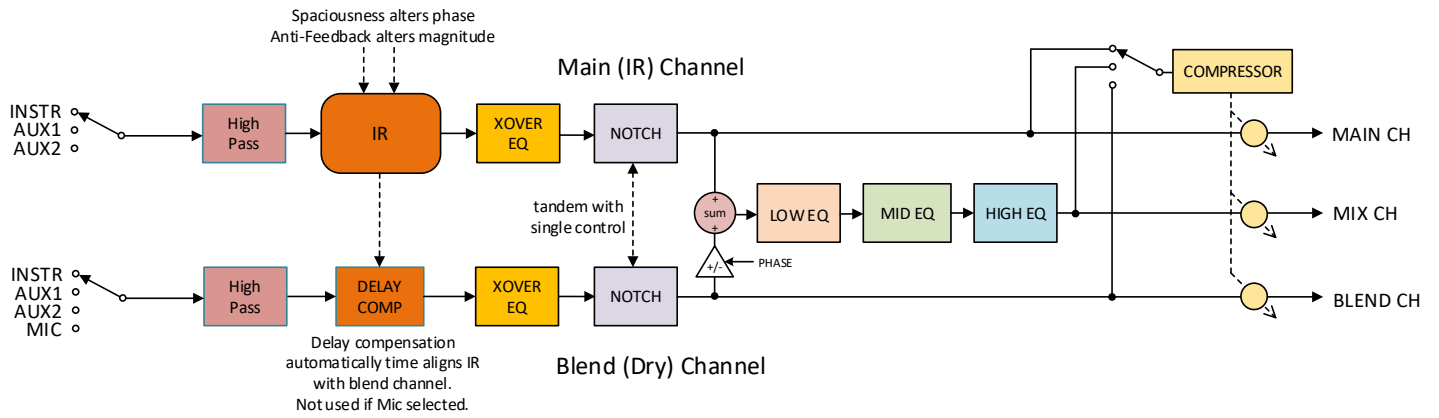 Spaciousness alters phase
Anti-Feedback alters magnitude
Main (IR) Channel
INSTR
AUX1
AUX2
High
Pass
IR
XOVER
EQ
NOTCH
COMPRESSOR
MAIN CH
tandem with
single control
+
sum
+
LOW EQ
MID EQ
HIGH EQ
MIX CH
+/-
PHASE
INSTR
AUX1
AUX2
MIC
High
Pass
DELAY
COMP
XOVER
EQ
NOTCH
BLEND CH
Delay compensation
automatically time aligns IR
with blend channel.
Not used if Mic selected.
Blend (Dry) Channel